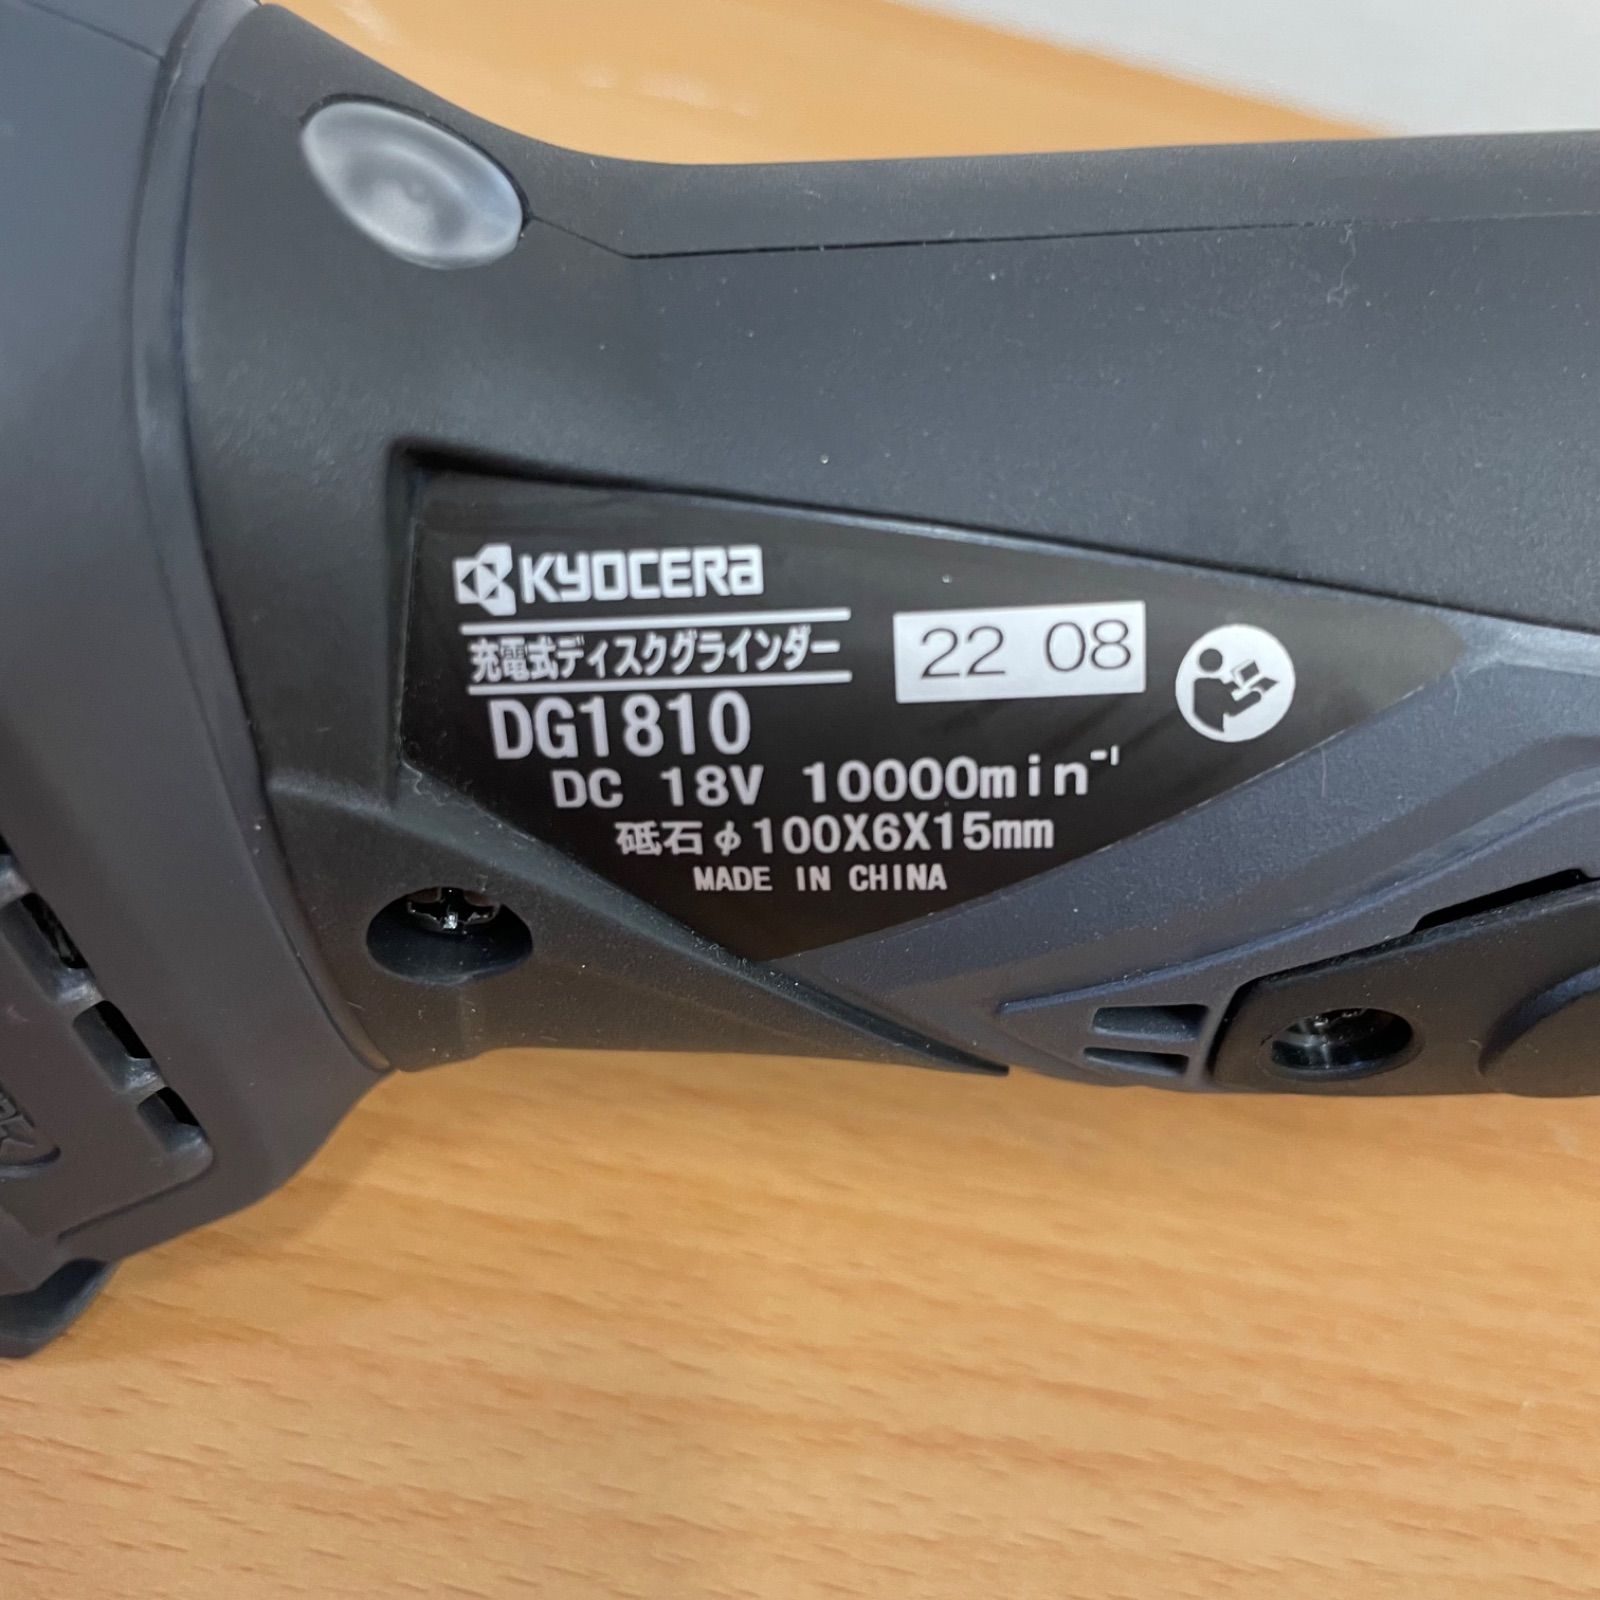 KYOCERA
充電式ディスクグラインダー
22 08
DG1810
DC 18V 10000min⁻¹
砥石φ100X6X15mm
MADE IN CHINA